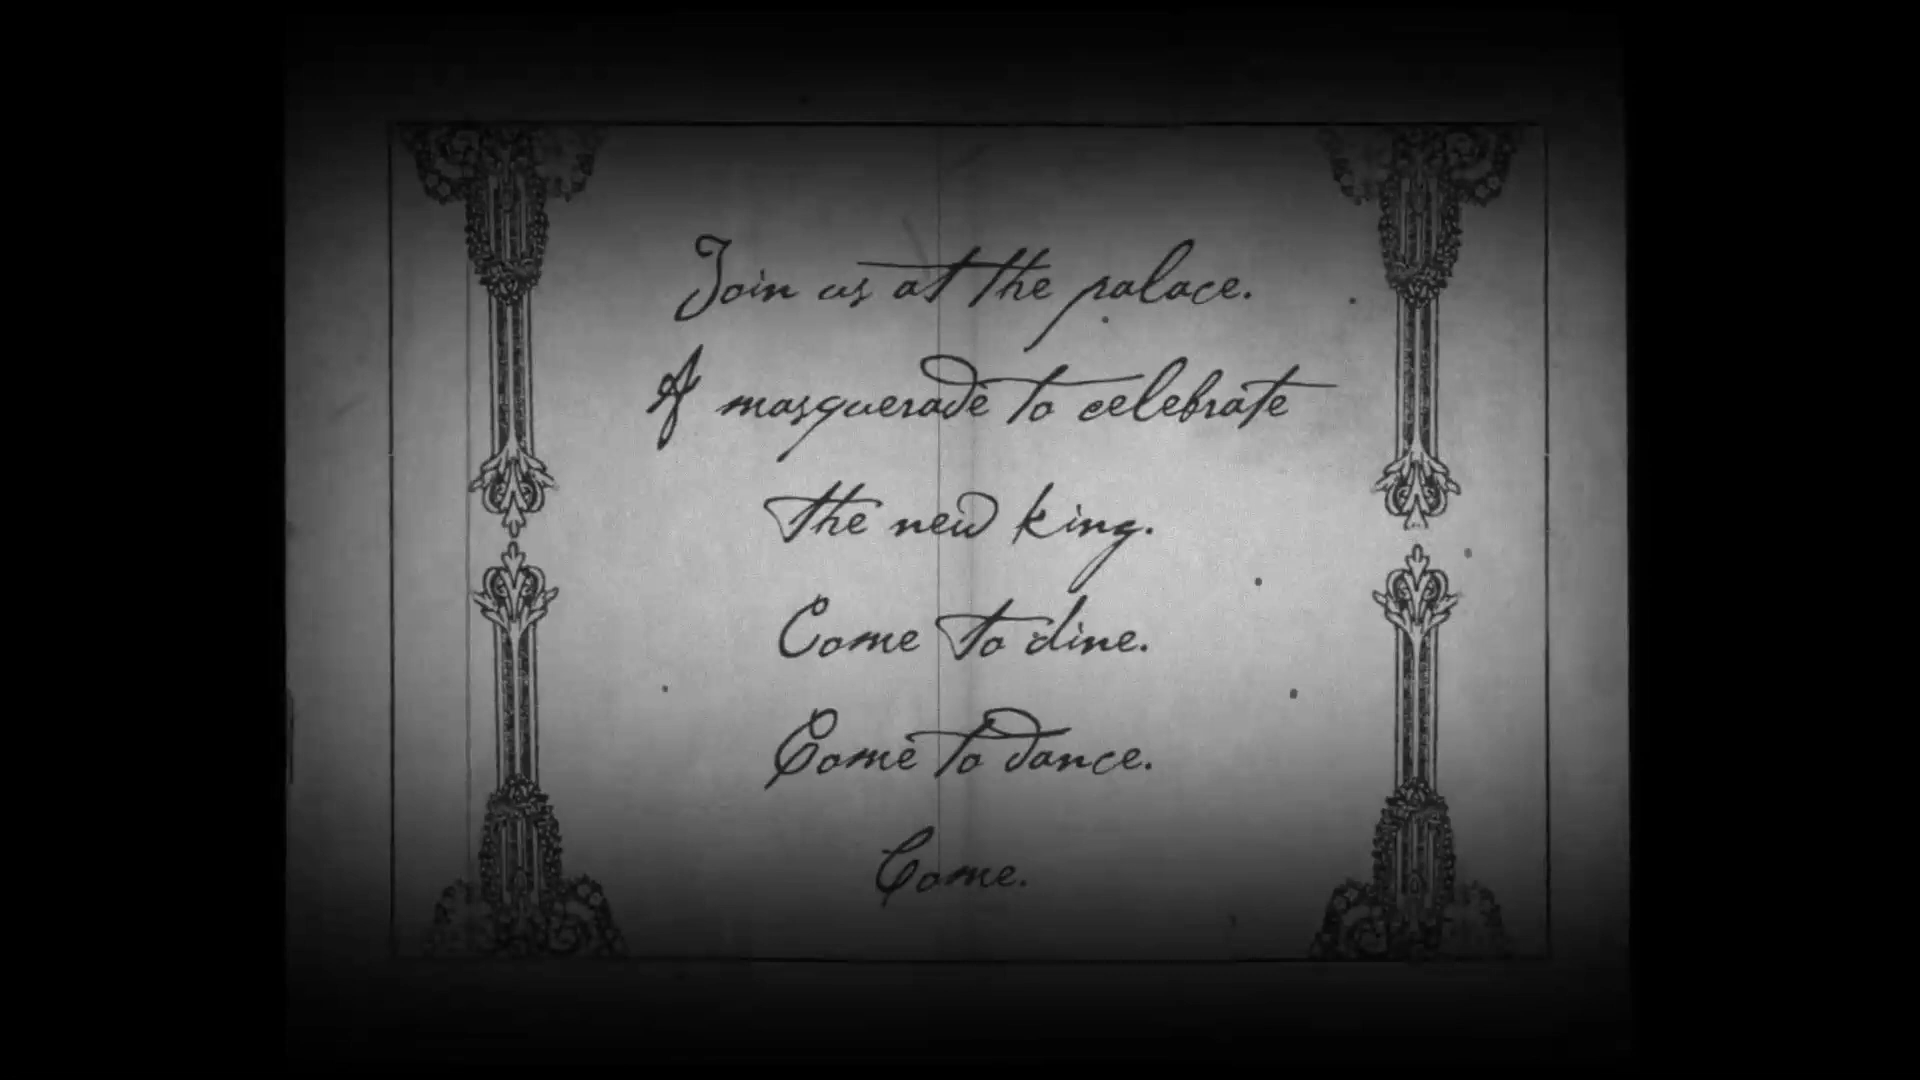 Join us at the palace.
A masquerade to celebrate
the new king.
Come to dine.
Come to dance.
Come.